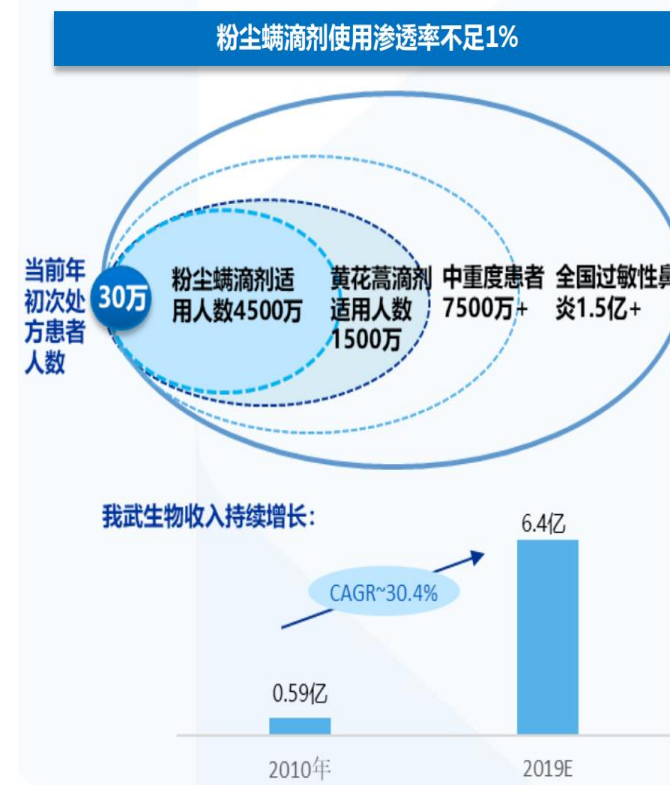 粉尘螨滴剂使用渗透率不足1%
当前年
初次处
方患者
人数
30万
粉尘螨滴剂适
用人数4500万
黄花蒿滴剂
适用人数
1500万
中重度患者
7500万+
全国过敏性鼻
炎1.5亿+
我武生物收入持续增长：
6.4亿
CAGR~30.4%
0.59亿
2010年
2019E